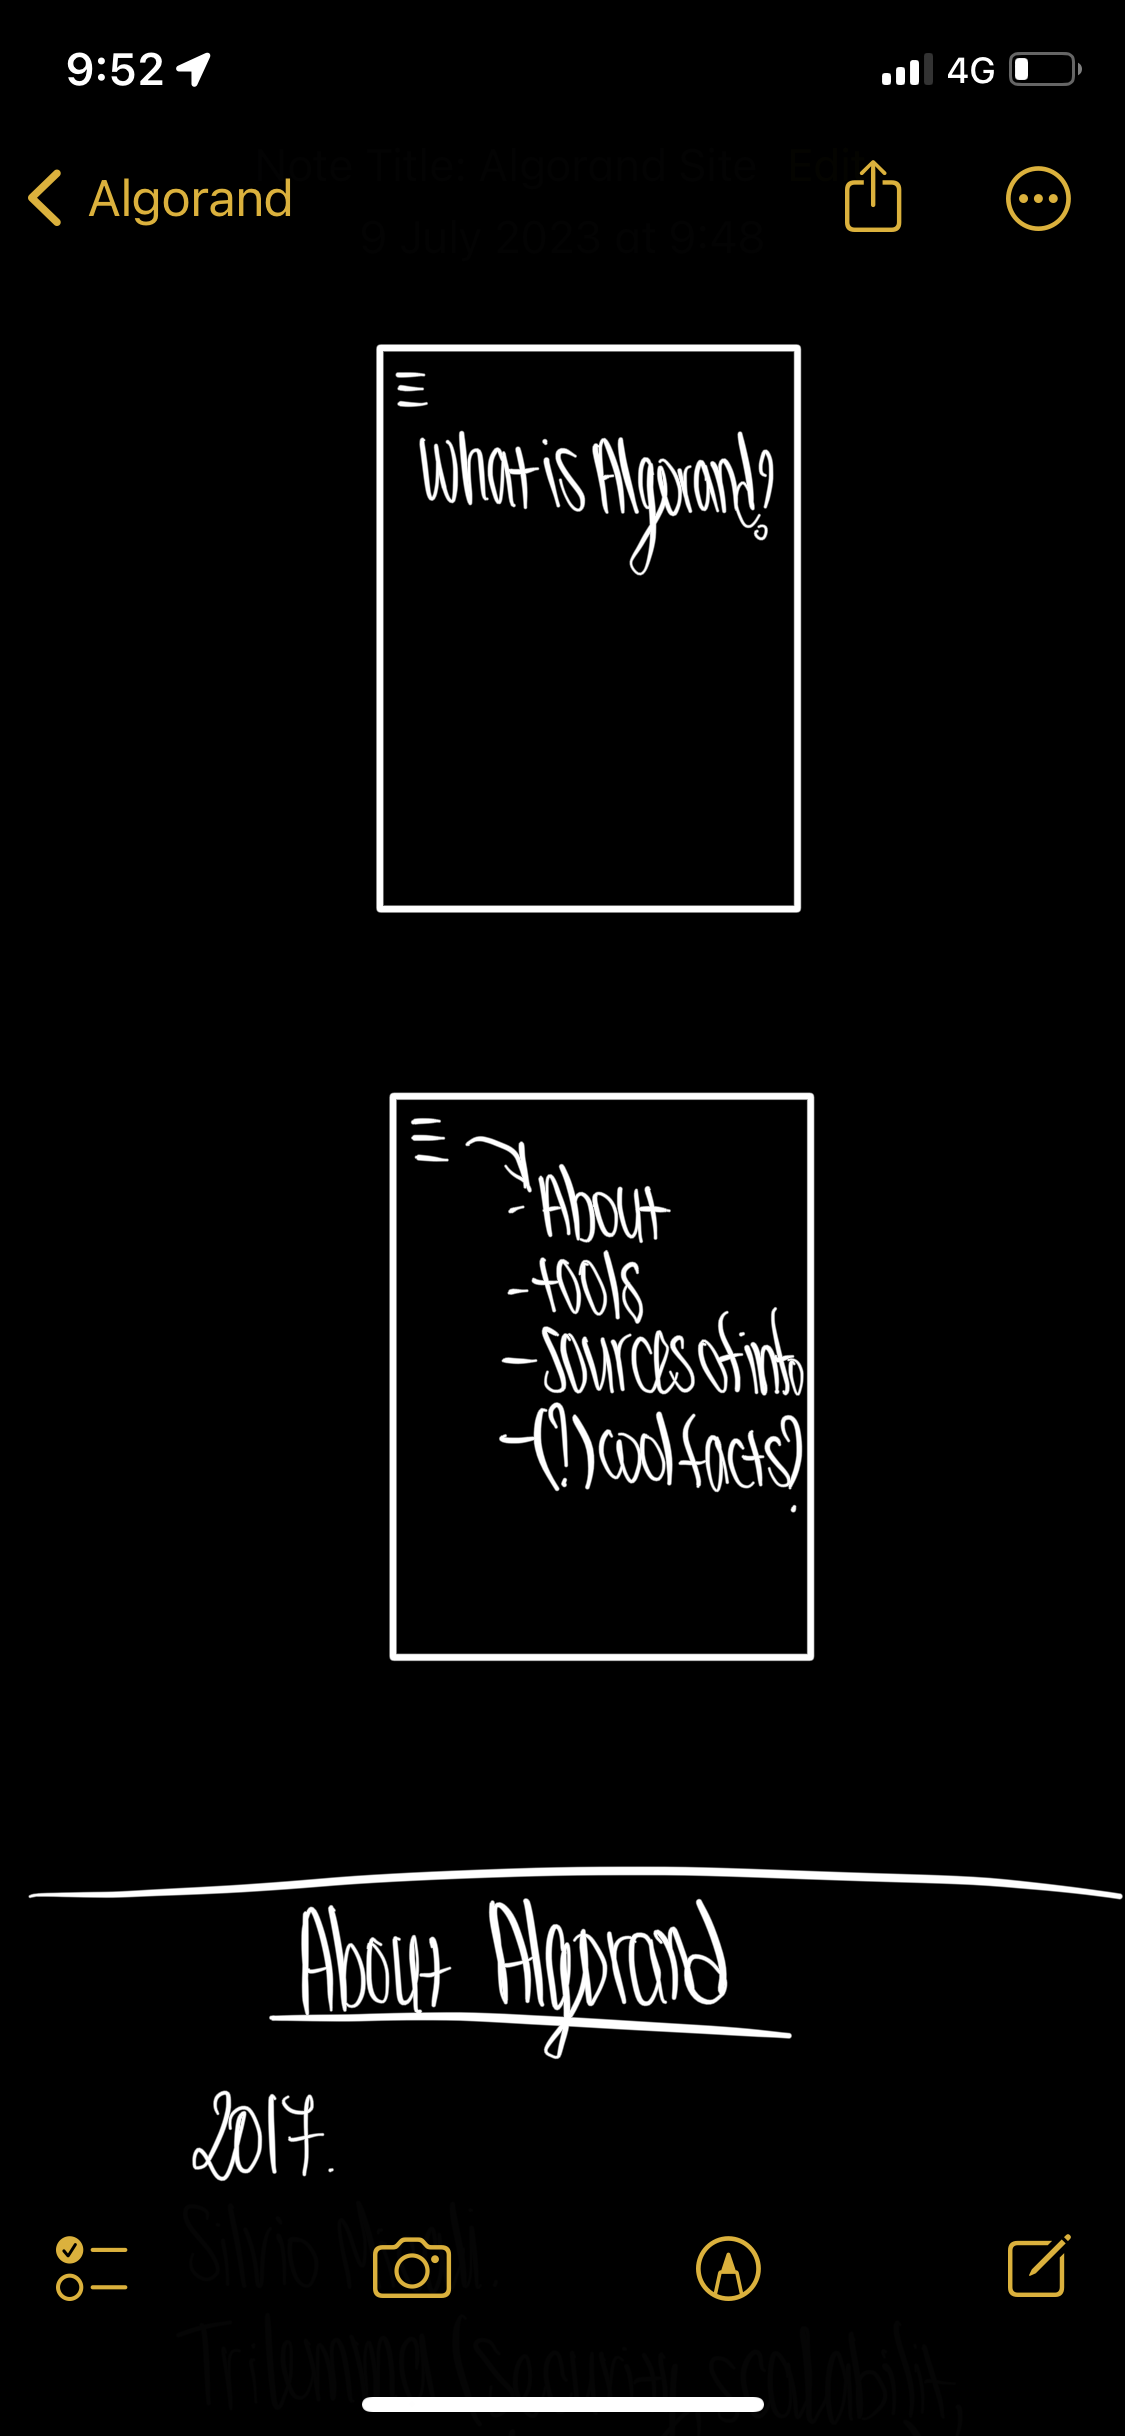 9:52
4G
Note Title: Algorand Site Edit
Algorand
9 July 2023 at 9:48
What is Algorand?
- About
- tools
- sources of info
- (?) cool facts?
About Algorand
2017.
Silvio Micali
Trilemma (Security, scalabilit